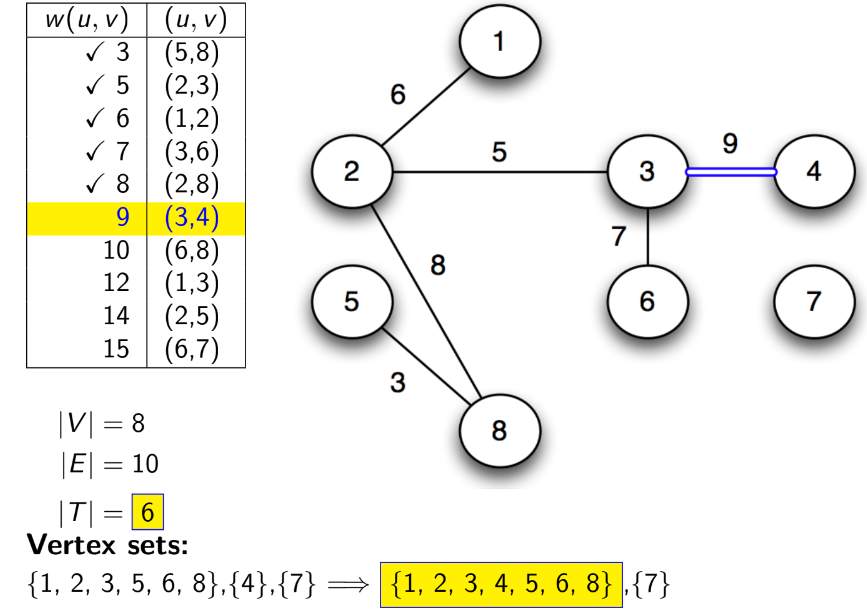 w(u, v) (u, v)
✓ 3 (5,8)
✓ 5 (2,3)
✓ 6 (1,2)
✓ 7 (3,6)
✓ 8 (2,8)
9 (3,4)
10 (6,8)
12 (1,3)
14 (2,5)
15 (6,7)
1
6
2
5
3
9
4
7
8
5
6
7
3
8
|V| = 8
|E| = 10
|T| = 6
Vertex sets:
{1, 2, 3, 5, 6, 8},{4},{7} ⟹ {1, 2, 3, 4, 5, 6, 8} ,{7}